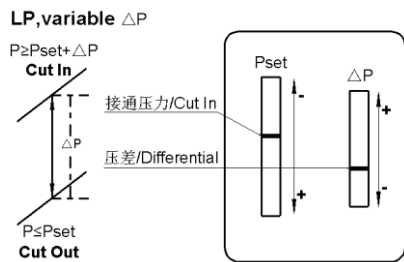 LP,variable △P
P≥Pset+△P
Cut In
△P
P≤Pset
Cut Out
接通压力/Cut In
压差/Differential
Pset
-
+
△P
+
-